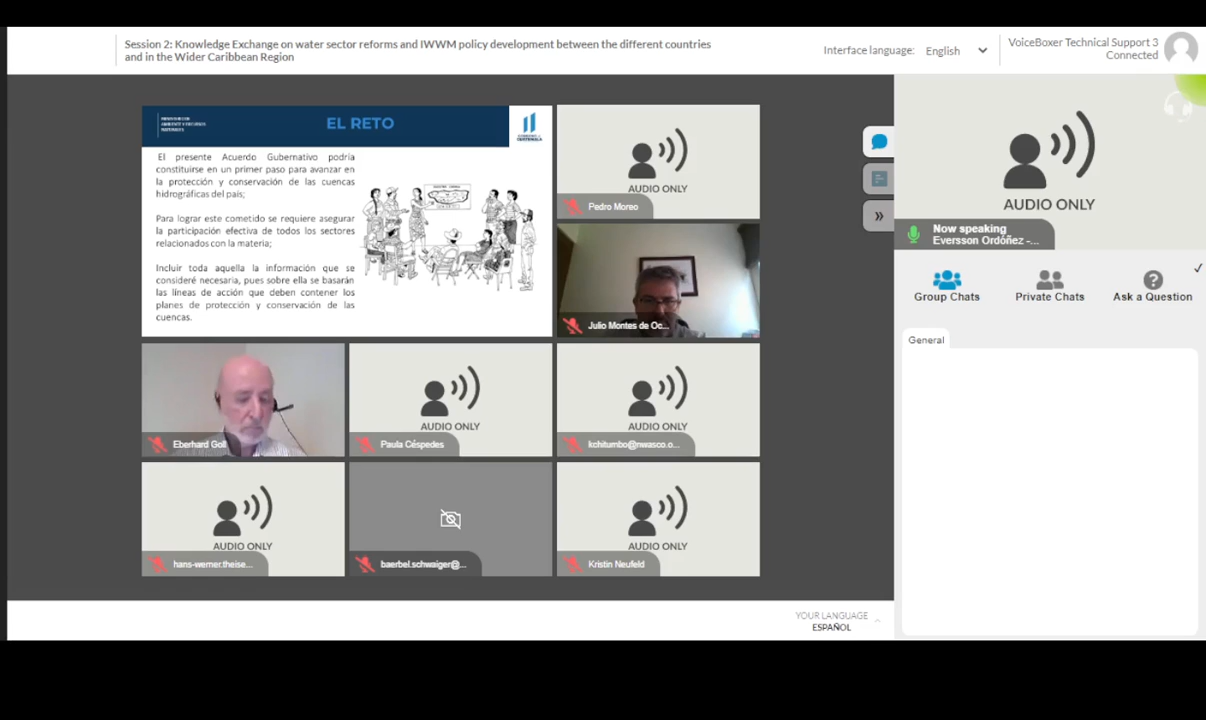 Session 2: Knowledge Exchange on water sector reforms and IWWM policy development between the different countries
and in the Wider Caribbean Region
Interface language: English
VoiceBoxer Technical Support 3
Connected
EL RETO
El presente Acuerdo Gubernativo podría
constituirse en un primer paso para avanzar en
la protección y conservación de las cuencas
hidrográficas del país;
Para lograr este cometido se requiere asegurar
la participación efectiva de todos los sectores
relacionados con la materia;
Incluir toda aquella la información que se
consideré necesaria, pues sobre ella se basarán
las líneas de acción que deben contener los
planes de protección y conservación de las
cuencas.
AUDIO ONLY
Pedro Moreo
Julio Montes de Oc...
Eberhard Goll
AUDIO ONLY
Paula Céspedes
AUDIO ONLY
kchitumbo@nwasco.o...
AUDIO ONLY
hans-werner.theise...
baerbel.schwaiger@...
AUDIO ONLY
Kristin Neufeld
AUDIO ONLY
Now speaking
Eversson Ordóñez -...
Group Chats
Private Chats
Ask a Question
General
YOUR LANGUAGE
ESPAÑOL